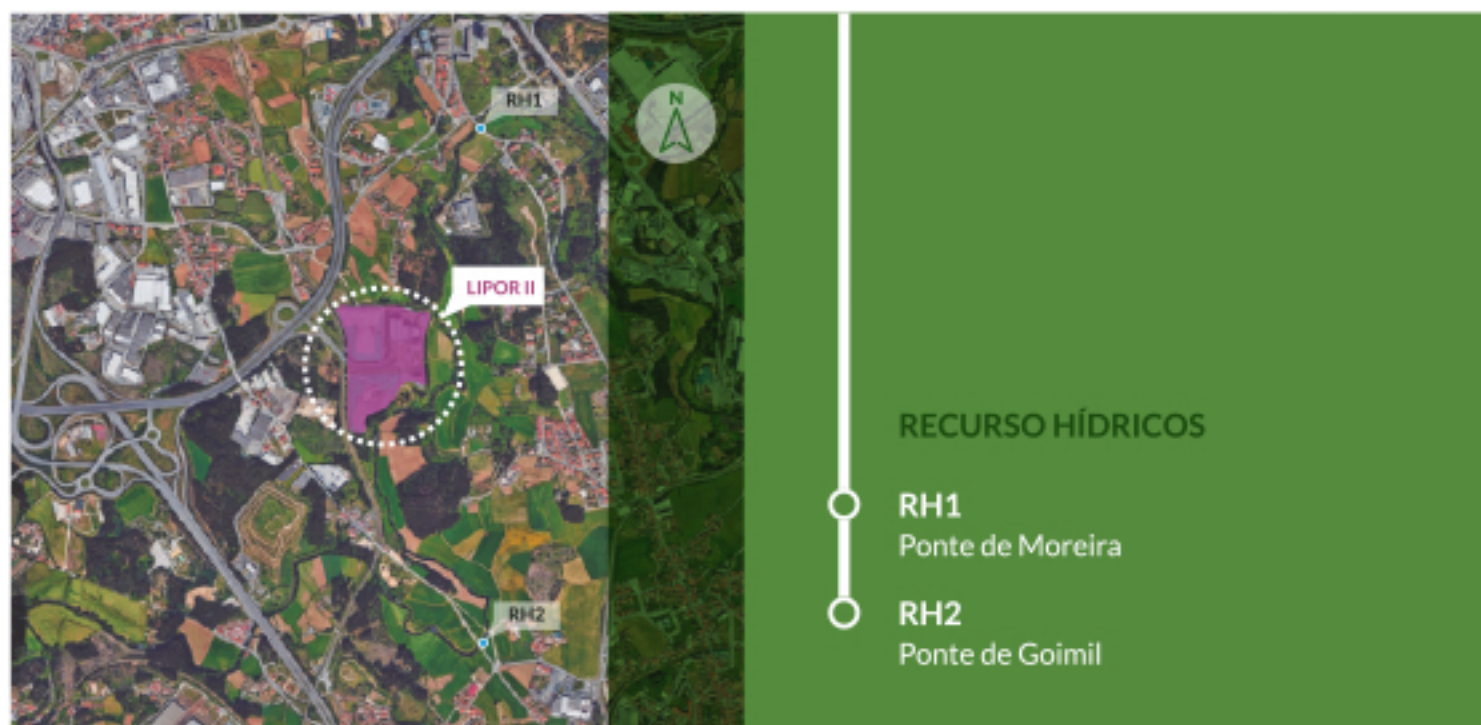 RH1
N
LIPOR II
RH2
RECURSO HÍDRICOS
RH1
Ponte de Moreira
RH2
Ponte de Goimil